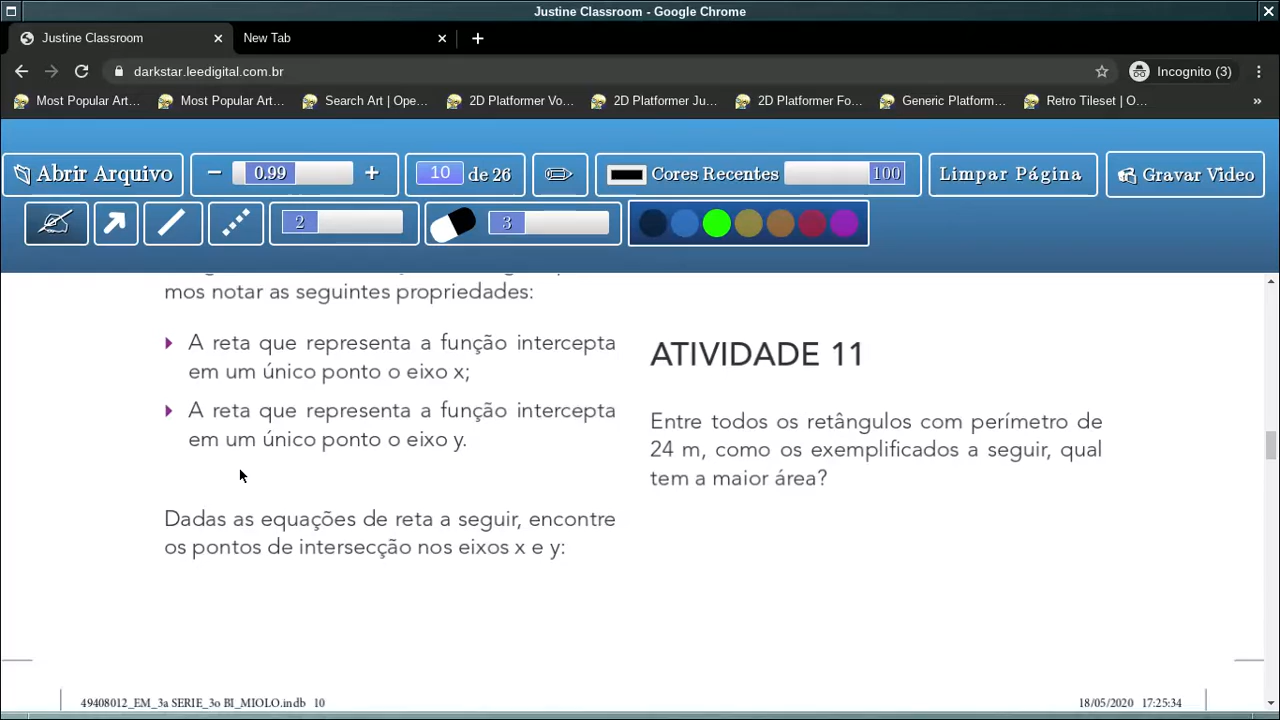 Justine Classroom - Google Chrome
Justine Classroom
New Tab
darkstar.leedigital.com.br
Incognito (3)
Most Popular Art...
Most Popular Art...
Search Art | Ope...
2D Platformer Vo...
2D Platformer Ju...
2D Platformer Fo...
Generic Platform...
Retro Tileset | O...
Abrir Arquivo
0.99
10 de 26
Cores Recentes
100
Limpar Página
Gravar Video
2
3
mos notar as seguintes propriedades:
A reta que representa a função intercepta
em um único ponto o eixo x;
A reta que representa a função intercepta
em um único ponto o eixo y.
Dadas as equações de reta a seguir, encontre
os pontos de intersecção nos eixos x e y:
ATIVIDADE 11
Entre todos os retângulos com perímetro de
24 m, como os exemplificados a seguir, qual
tem a maior área?
49408012_EM_3a SERIE_3o BI_MIOLO.indb 10
18/05/2020 17:25:34